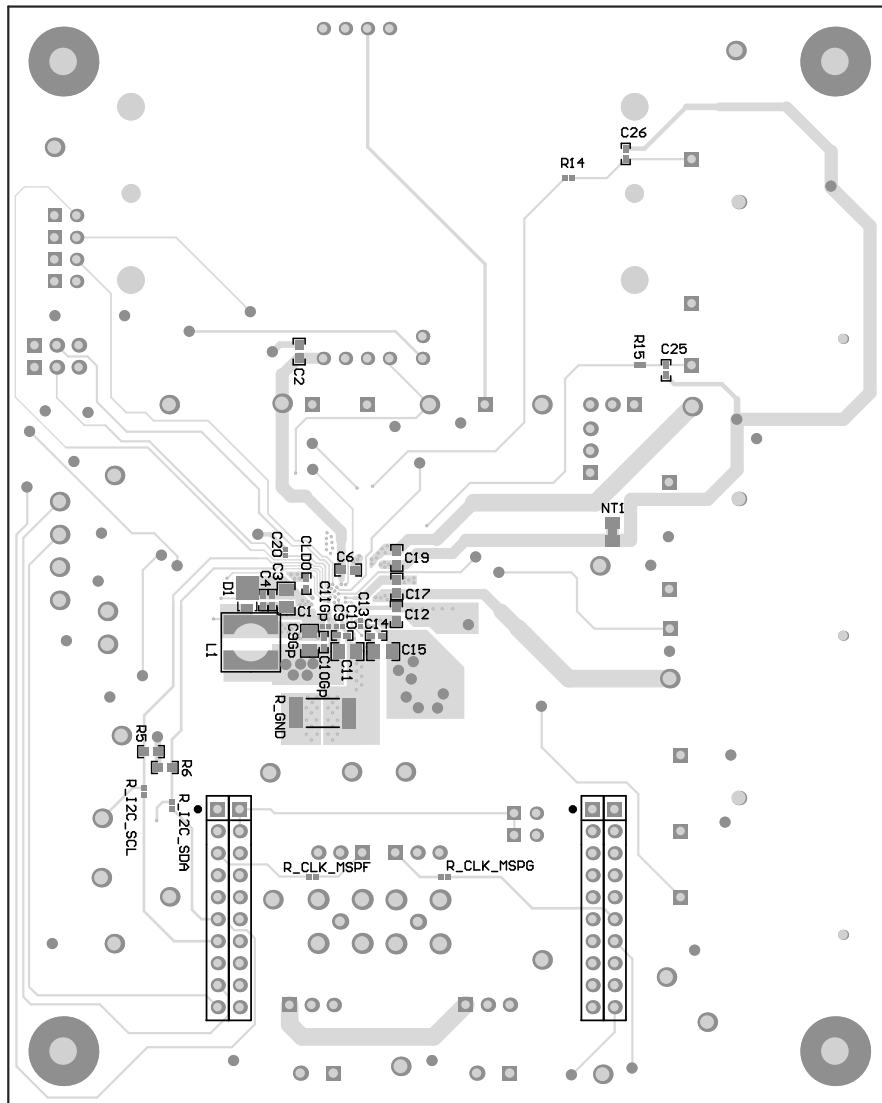 C26
R14
R15
C25
C2
NT1
C20
CLDO
C6
C19
D1
C4
C3
C17
C1
C11Gp
C9
C10
C13
C12
L1
C9Gp
C14
C10Gp
C11
C15
R_GND
R5
R6
R_I2C_SCL
R_I2C_SDA
R_CLK_MSPF
R_CLK_MSPG